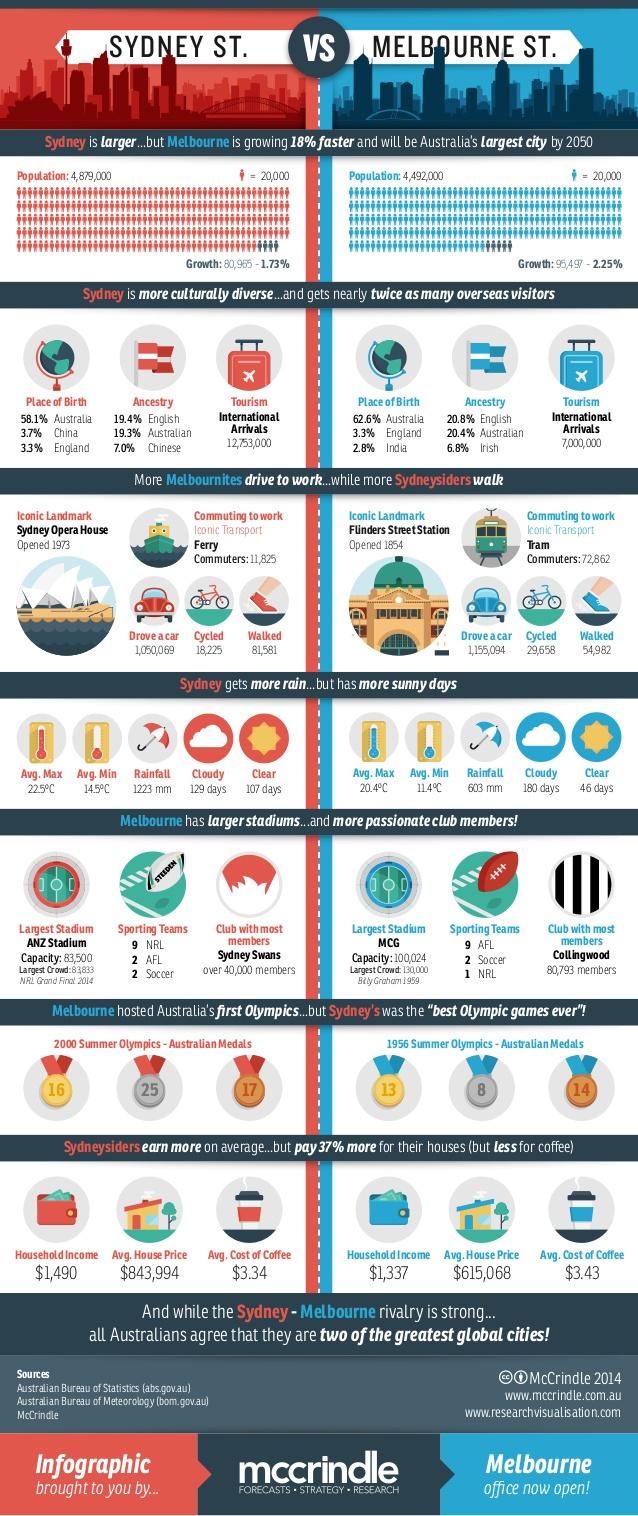 SYDNEY ST.
VS
MELBOURNE ST.
Sydney is larger...but Melbourne is growing 18% faster and will be Australia's largest city by 2050
Population: 4,879,000
= 20,000
Growth: 80,965 - 1.73%
Population: 4,492,000
= 20,000
Growth: 95,497 - 2.25%
Sydney is more culturally diverse...and gets nearly twice as many overseas visitors
Place of Birth
58.1% Australia
3.7% China
3.3% England
Ancestry
19.4% English
19.3% Australian
7.0% Chinese
Tourism
International
Arrivals
12,753,000
Place of Birth
62.6% Australia
3.3% England
2.8% India
Ancestry
20.8% English
20.4% Australian
6.8% Irish
Tourism
International
Arrivals
7,000,000
More Melbournites drive to work...while more Sydneysiders walk
Iconic Landmark
Sydney Opera House
Opened 1973
Commuting to work
Iconic Transport
Ferry
Commuters: 11,825
Drove a car
1,050,069
Cycled
18,225
Walked
81,581
Iconic Landmark
Flinders Street Station
Opened 1854
Commuting to work
Iconic Transport
Tram
Commuters: 72,862
Drove a car
1,155,094
Cycled
29,658
Walked
54,982
Sydney gets more rain...but has more sunny days
Avg. Max
22.5°C
Avg. Min
14.5°C
Rainfall
1223 mm
Cloudy
129 days
Clear
107 days
Avg. Max
20.4°C
Avg. Min
11.4°C
Rainfall
603 mm
Cloudy
180 days
Clear
46 days
Melbourne has larger stadiums...and more passionate club members!
STEEDEN
Largest Stadium
ANZ Stadium
Capacity: 83,500
Largest Crowd: 83,833
NRL Grand Final 2014
Sporting Teams
9 NRL
2 AFL
2 Soccer
Club with most
members
Sydney Swans
over 40,000 members
Largest Stadium
MCG
Capacity: 100,024
Largest Crowd: 130,000
Billy Graham 1959
Sporting Teams
9 AFL
2 Soccer
1 NRL
Club with most
members
Collingwood
80,793 members
Melbourne hosted Australia's first Olympics...but Sydney's was the "best Olympic games ever"!
2000 Summer Olympics - Australian Medals
16
25
17
1956 Summer Olympics - Australian Medals
13
8
14
Sydneysiders earn more on average...but pay 37% more for their houses (but less for coffee)
Household Income
$1,490
Avg. House Price
$843,994
Avg. Cost of Coffee
$3.34
Household Income
$1,337
Avg. House Price
$615,068
Avg. Cost of Coffee
$3.43
And while the Sydney - Melbourne rivalry is strong...
all Australians agree that they are two of the greatest global cities!
Sources
Australian Bureau of Statistics (abs.gov.au)
Australian Bureau of Meteorology (bom.gov.au)
McCrindle
cc McCrindle 2014
www.mccrindle.com.au
www.researchvisualisation.com
Infographic
brought to you by...
mccrindle
FORECASTS • STRATEGY • RESEARCH
Melbourne
office now open!